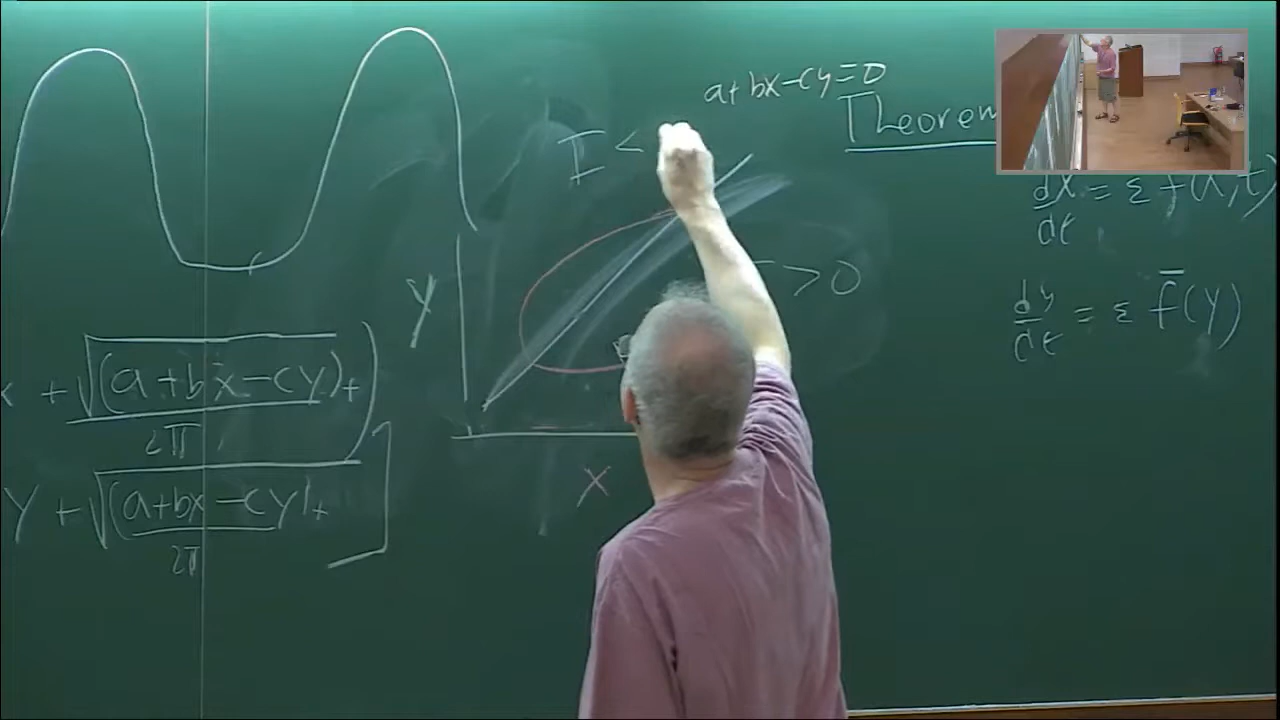 a+bx-cy=0
Theorem
I <
> 0
dx/dt = ε f(x,t)
dy/dt = ε f̄(y)
y
x
x + √(a+bx-cy)+ / 2π )
y + √(a+bx-cy)+ / 2π ]